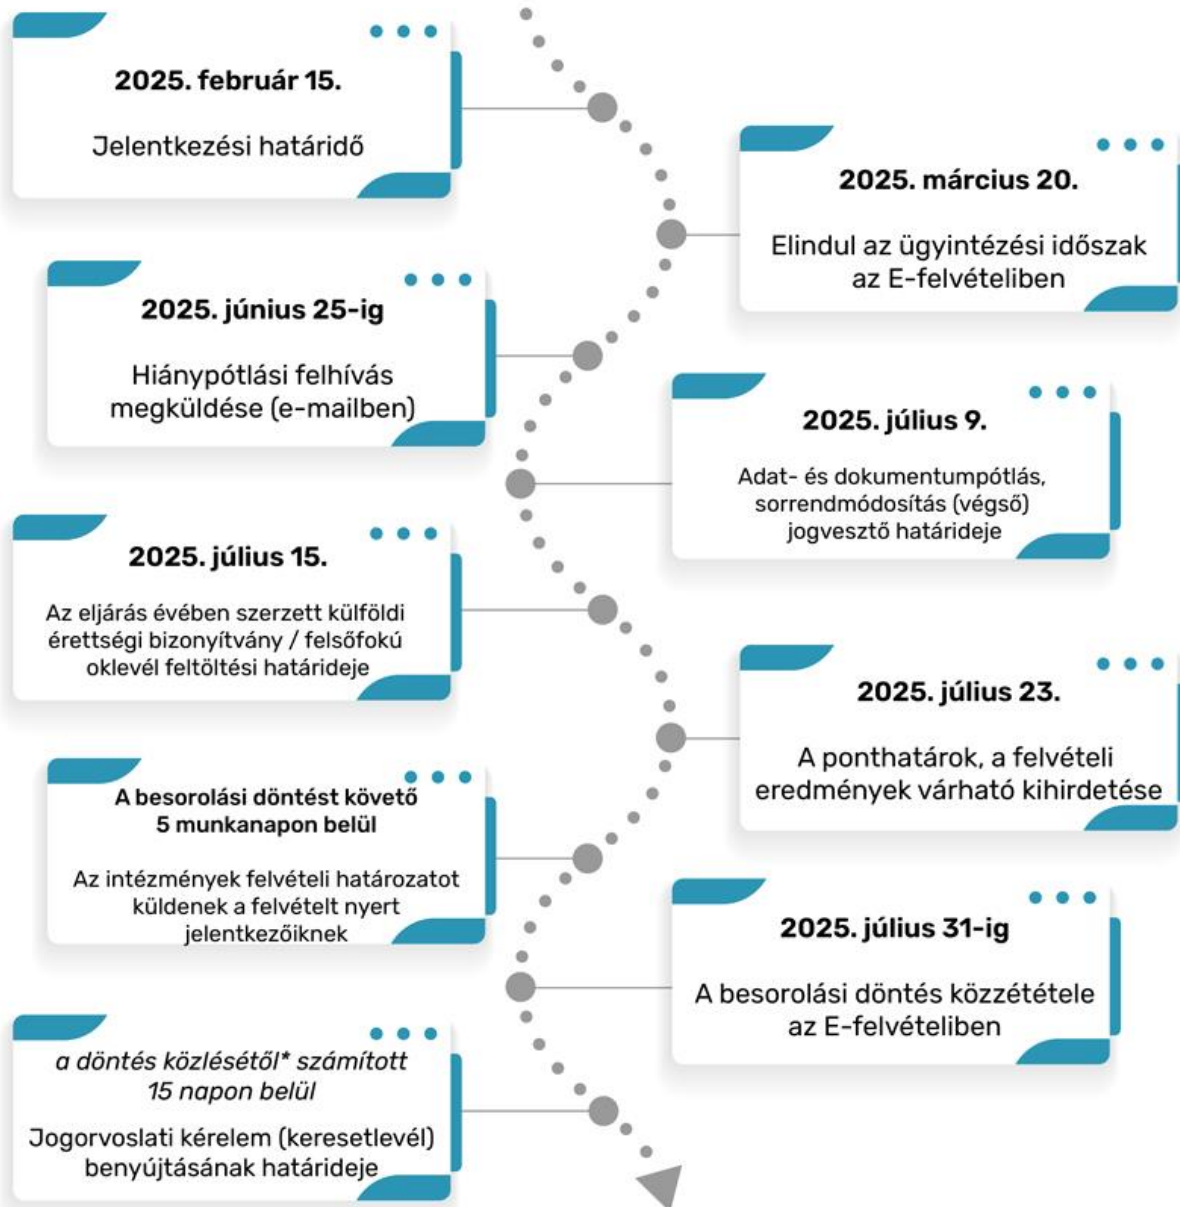 2025. február 15.
Jelentkezési határidő
2025. március 20.
Elindul az ügyintézési időszak
az E-felvételiben
2025. június 25-ig
Hiánypótlási felhívás
megküldése (e-mailben)
2025. július 9.
Adat- és dokumentumpótlás,
sorrendmódosítás (végső)
jogvesztő határideje
2025. július 15.
Az eljárás évében szerzett külföldi
érettségi bizonyítvány / felsőfokú
oklevél feltöltési határideje
2025. július 23.
A ponthatárok, a felvételi
eredmények várható kihirdetése
A besorolási döntést követő
5 munkanapon belül
Az intézmények felvételi határozatot
küldenek a felvételt nyert
jelentkezőiknek
2025. július 31-ig
A besorolási döntés közzététele
az E-felvételiben
a döntés közlésétől* számított
15 napon belül
Jogorvoslati kérelem (keresetlevél)
benyújtásának határideje